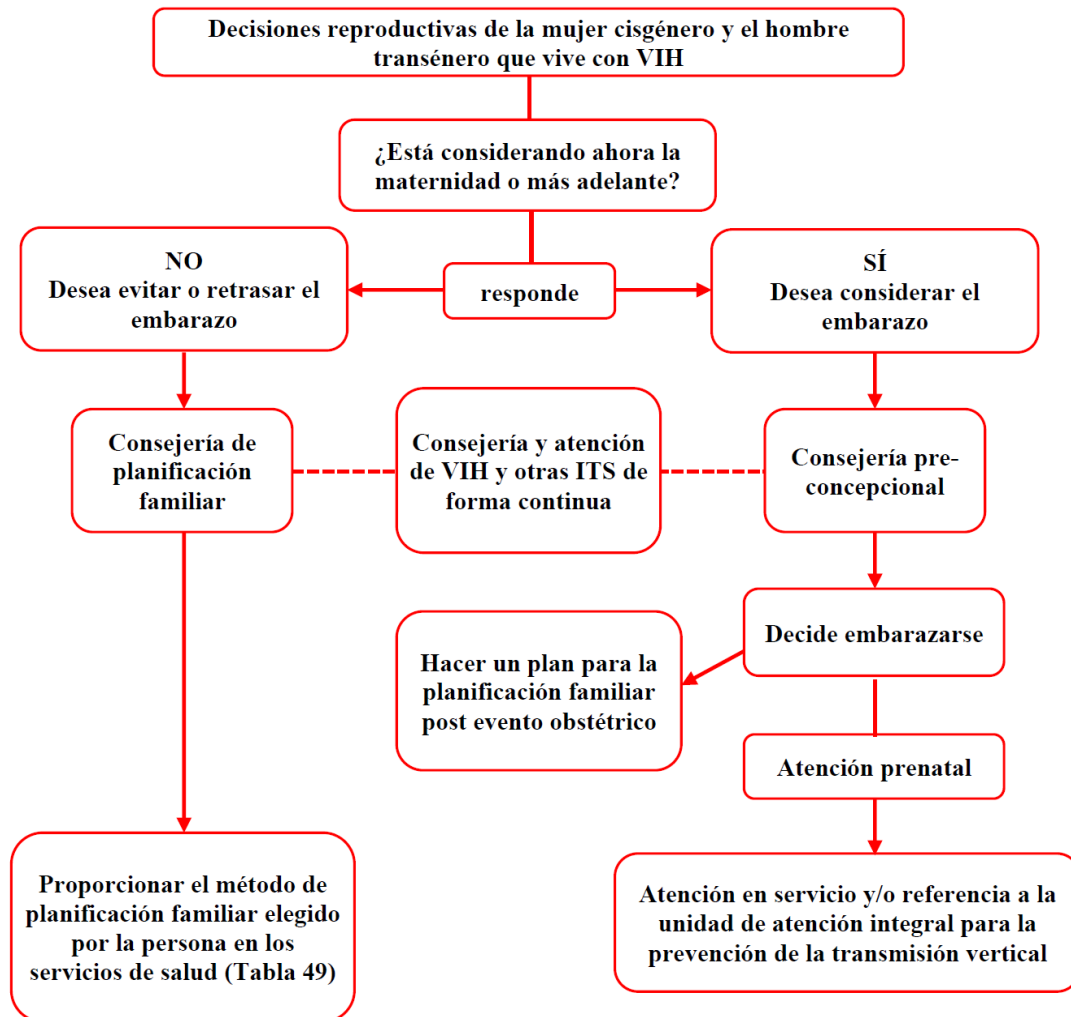 Decisiones reproductivas de la mujer cisgénero y el hombre
transénero que vive con VIH
¿Está considerando ahora la
maternidad o más adelante?
NO
Desea evitar o retrasar el
embarazo
responde
SÍ
Desea considerar el
embarazo
Consejería de
planificación
familiar
Consejería y atención
de VIH y otras ITS de
forma continua
Consejería pre-
concepcional
Decide embarazarse
Hacer un plan para la
planificación familiar
post evento obstétrico
Atención prenatal
Proporcionar el método de
planificación familiar elegido
por la persona en los
servicios de salud (Tabla 49)
Atención en servicio y/o referencia a la
unidad de atención integral para la
prevención de la transmisión vertical